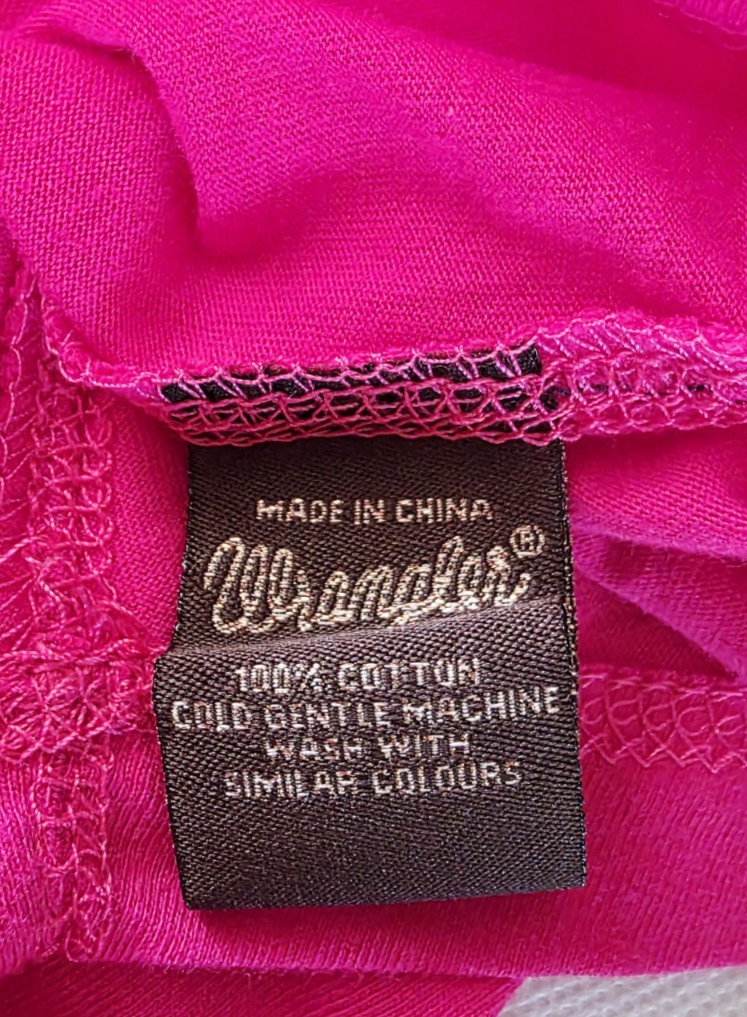 MADE IN CHINA
Wrangler®
100% COTTON
COLD GENTLE MACHINE
WASH WITH
SIMILAR COLOURS